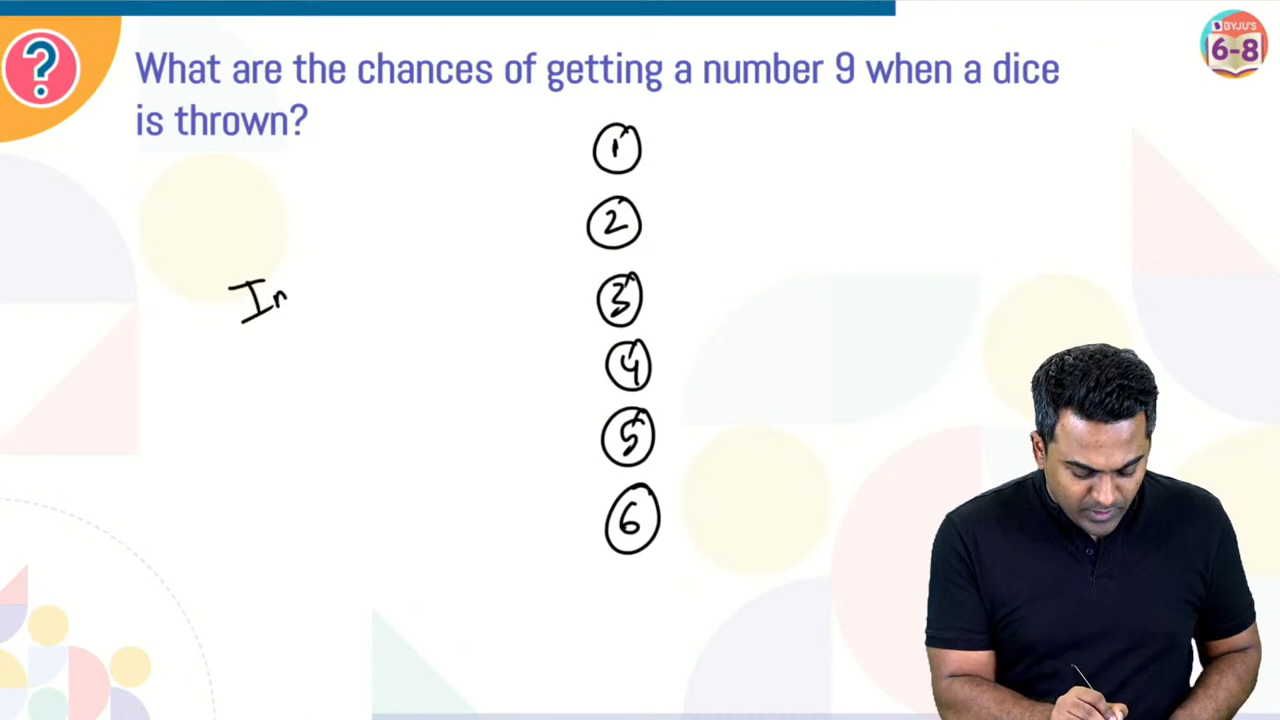 BYJU'S
6-8
?
What are the chances of getting a number 9 when a dice
is thrown?
1
2
In
3
4
5
6